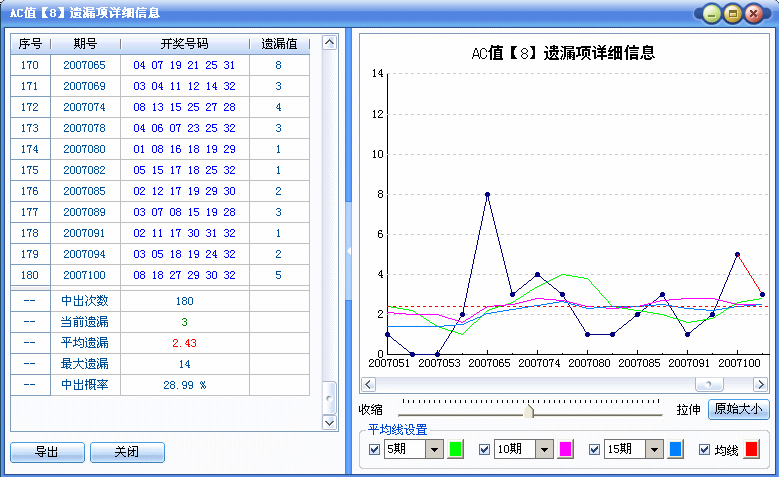 AC值【8】遗漏项详细信息
序号 期号 开奖号码 遗漏值
170 2007065 04 07 19 21 25 31 8
171 2007069 03 04 11 12 14 32 3
172 2007074 08 13 15 25 27 28 4
173 2007078 04 06 07 23 25 32 3
174 2007080 01 08 16 18 19 29 1
175 2007082 05 15 17 18 25 32 1
176 2007085 02 12 17 19 29 30 2
177 2007089 03 07 08 15 19 28 3
178 2007091 02 11 17 30 31 32 1
179 2007094 03 05 18 19 24 32 2
180 2007100 08 18 27 29 30 32 5
-- 中出次数 180
-- 当前遗漏 3
-- 平均遗漏 2.43
-- 最大遗漏 14
-- 中出概率 28.99 %
导出 关闭
AC值【8】遗漏项详细信息
14
12
10
8
6
4
2
0
2007051 2007053 2007065 2007074 2007080 2007085 2007091 2007100
收缩 拉伸 原始大小
平均线设置
5期 10期 15期 均线